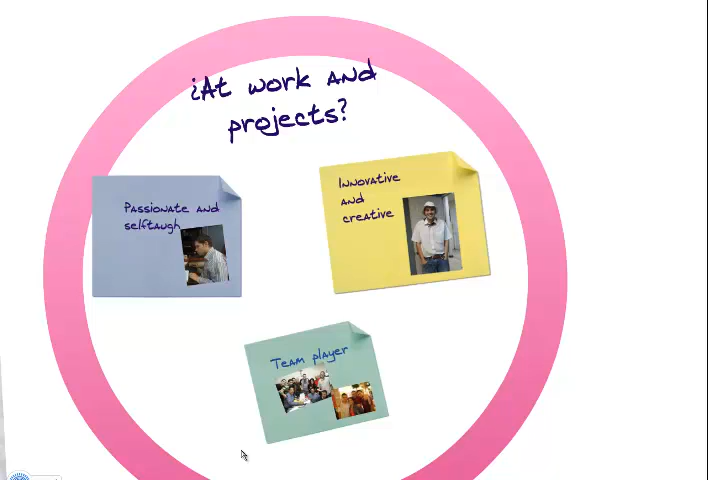 ¿At work and
projects?
Passionate and
selftaugh
Innovative
and
creative
Team player